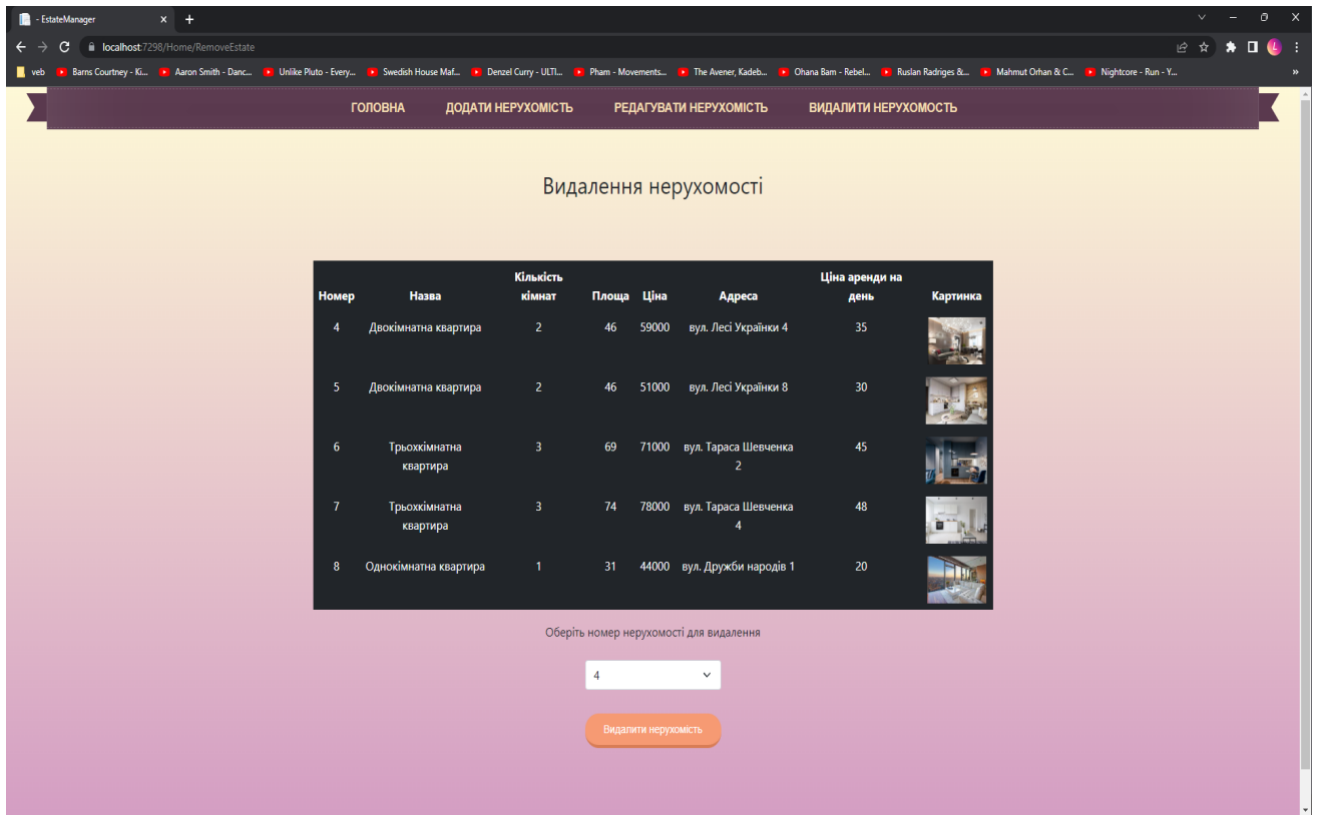 - EstateManager
localhost:7298/Home/RemoveEstate
veb Barns Courtney - Ki... Aaron Smith - Danc... Unlike Pluto - Every... Swedish House Maf... Denzel Curry - ULTI... Pham - Movements... The Avener, Kadeb... Ohana Bam - Rebel... Ruslan Radriges &... Mahmut Orhan & C... Nightcore - Run - Y...
ГОЛОВНА ДОДАТИ НЕРУХОМІСТЬ РЕДАГУВАТИ НЕРУХОМІСТЬ ВИДАЛИТИ НЕРУХОМОСТЬ
Видалення нерухомості
Номер Назва Кількість кімнат Площа Ціна Адреса Ціна аренди на день Картинка
4 Двокімнатна квартира 2 46 59000 вул. Лесі Українки 4 35
5 Двокімнатна квартира 2 46 51000 вул. Лесі Українки 8 30
6 Трьохкімнатна квартира 3 69 71000 вул. Тараса Шевченка 2 45
7 Трьохкімнатна квартира 3 74 78000 вул. Тараса Шевченка 4 48
8 Однокімнатна квартира 1 31 44000 вул. Дружби народів 1 20
Оберіть номер нерухомості для видалення
4
Видалити нерухомість